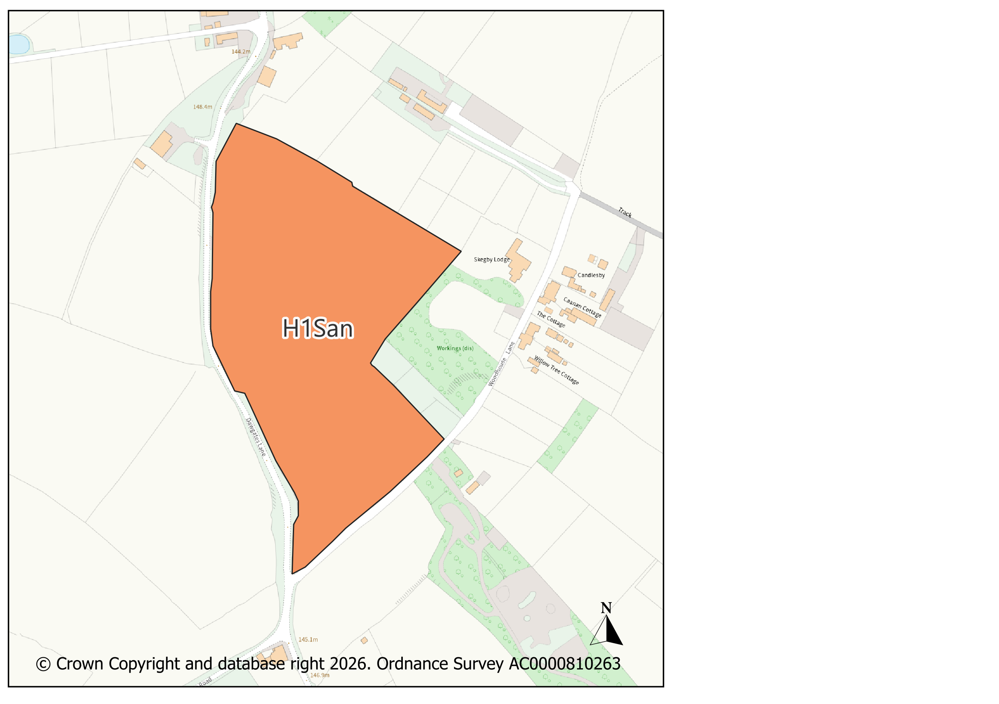 144.2m
148.4m
Track
Skegby Lodge
Candlesby
Caanan Cottage
The Cottage
H1San
Workings (dis)
Woodhouse Lane
Willow Tree Cottage
Dawgates Lane
N
145.1m
© Crown Copyright and database right 2026. Ordnance Survey AC0000810263
146.9m
Road